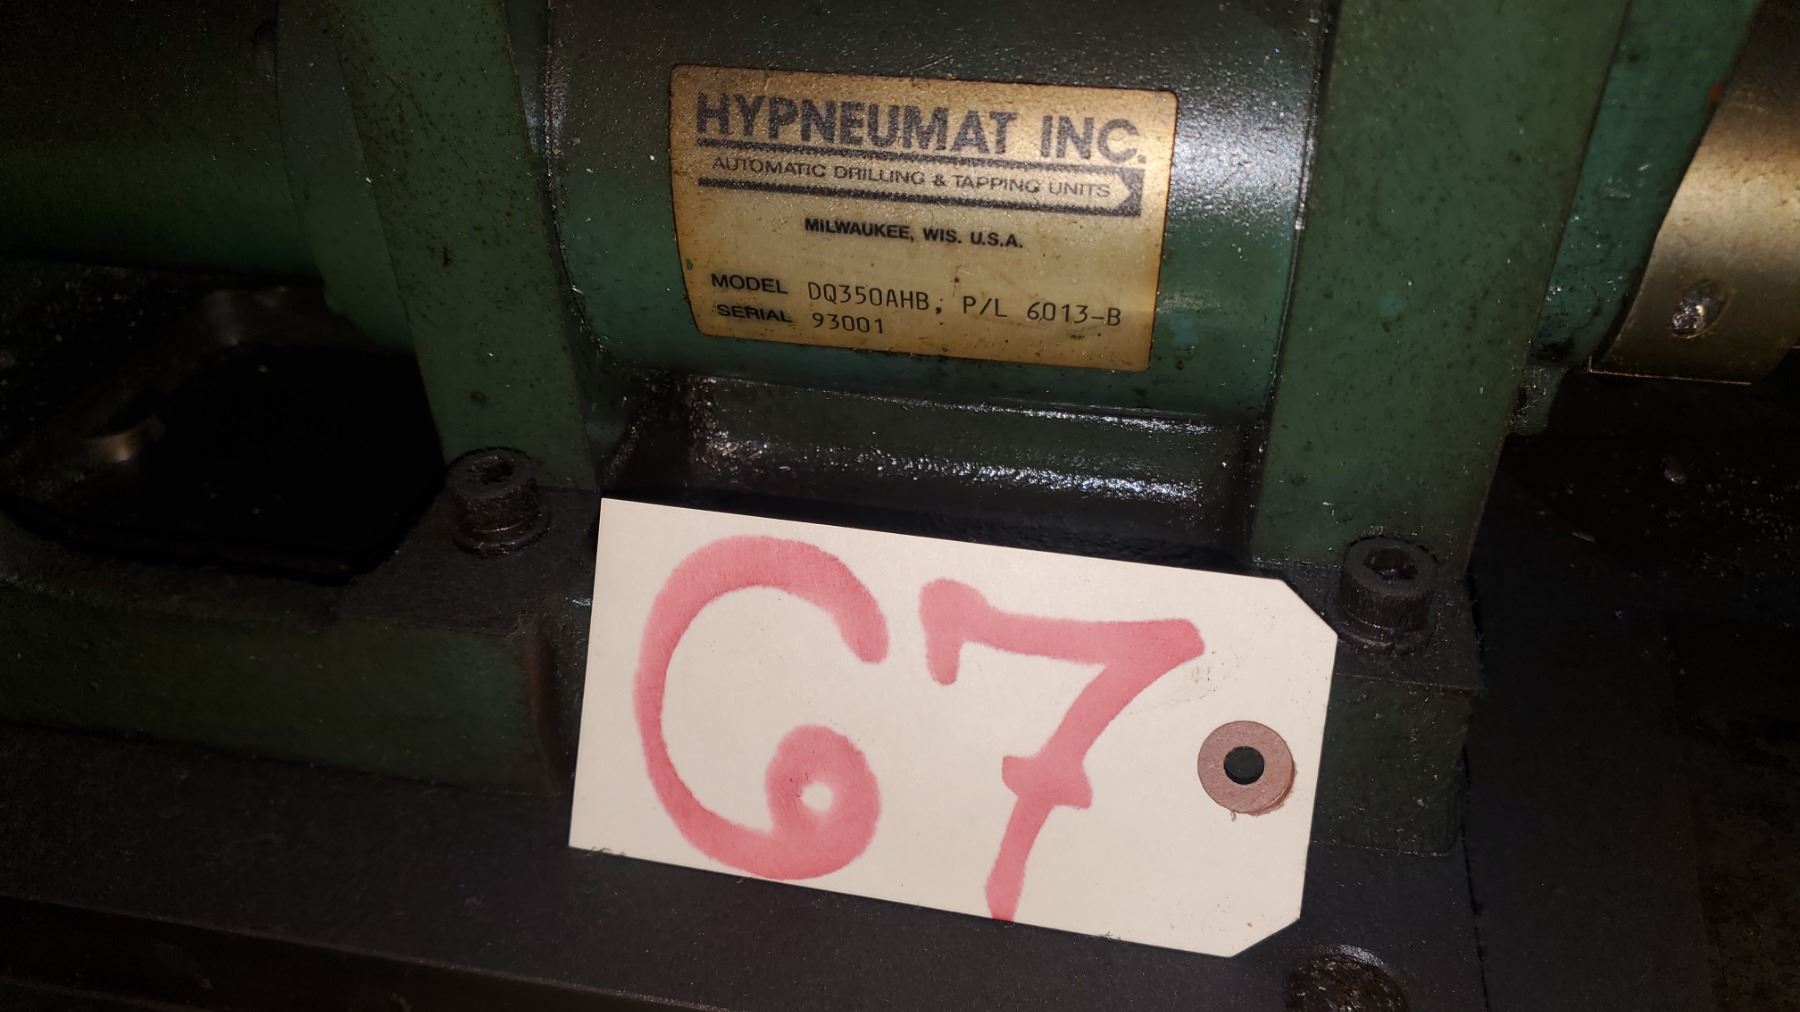 HYPNEUMAT INC.
AUTOMATIC DRILLING & TAPPING UNITS
MILWAUKEE, WIS. U.S.A.
MODEL DQ350AHB, P/L 6013-B
SERIAL 93001
67